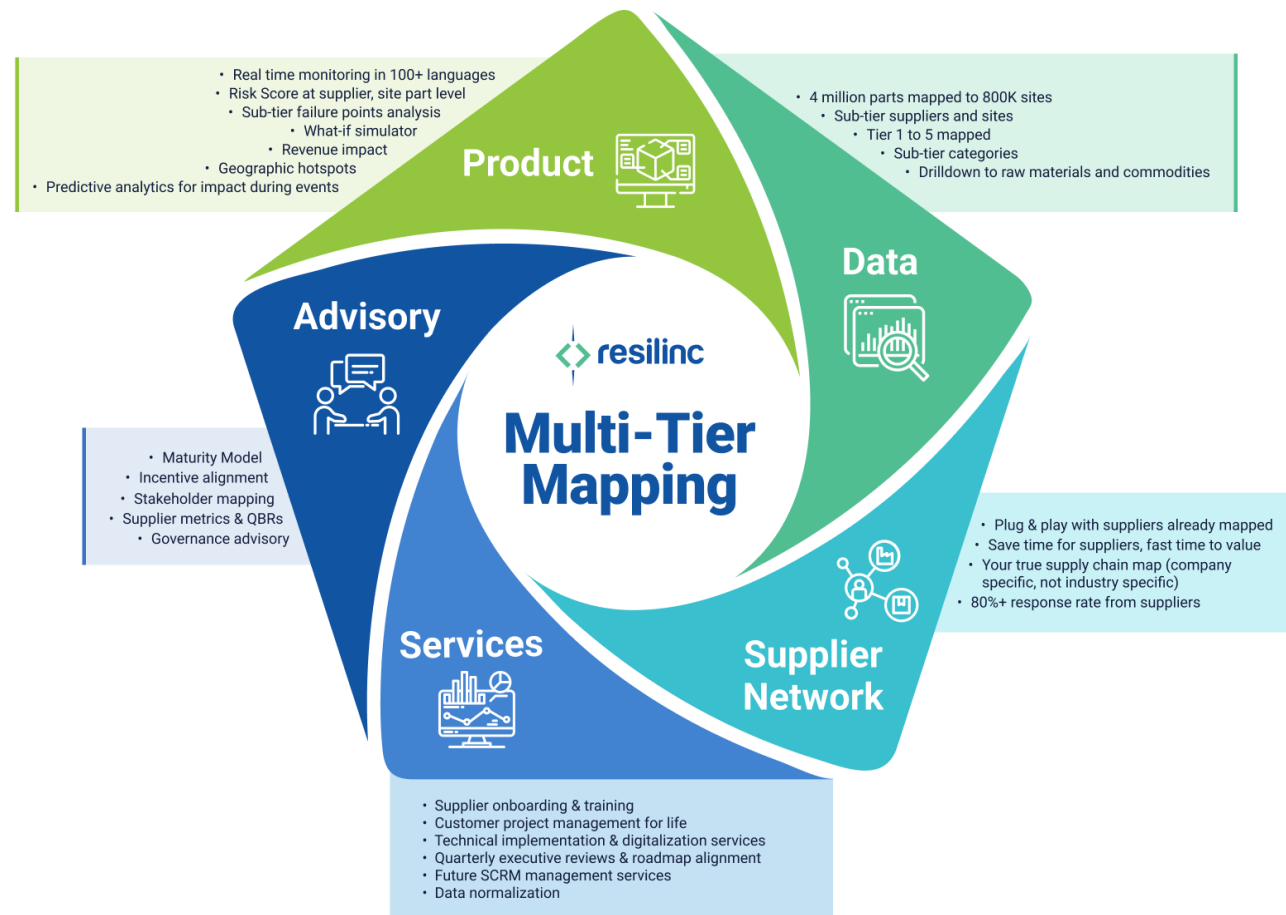 • Real time monitoring in 100+ languages
• Risk Score at supplier, site part level
• Sub-tier failure points analysis
• What-if simulator
• Revenue impact
• Geographic hotspots
• Predictive analytics for impact during events
Product
• 4 million parts mapped to 800K sites
• Sub-tier suppliers and sites
• Tier 1 to 5 mapped
• Sub-tier categories
• Drilldown to raw materials and commodities
Data
Advisory
• Maturity Model
• Incentive alignment
• Stakeholder mapping
• Supplier metrics & QBRs
• Governance advisory
resilinc
Multi-Tier
Mapping
• Plug & play with suppliers already mapped
• Save time for suppliers, fast time to value
• Your true supply chain map (company
specific, not industry specific)
• 80%+ response rate from suppliers
Supplier
Network
Services
• Supplier onboarding & training
• Customer project management for life
• Technical implementation & digitalization services
• Quarterly executive reviews & roadmap alignment
• Future SCRM management services
• Data normalization